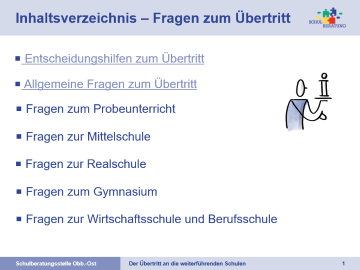 Inhaltsverzeichnis – Fragen zum Übertritt
SCHUL
BERATUNG
Entscheidungshilfen zum Übertritt
Allgemeine Fragen zum Übertritt
Fragen zum Probeunterricht
Fragen zur Mittelschule
Fragen zur Realschule
Fragen zum Gymnasium
Fragen zur Wirtschaftsschule und Berufsschule
Schulberatungsstelle Obb.-Ost
Der Übertritt an die weiterführenden Schulen
1